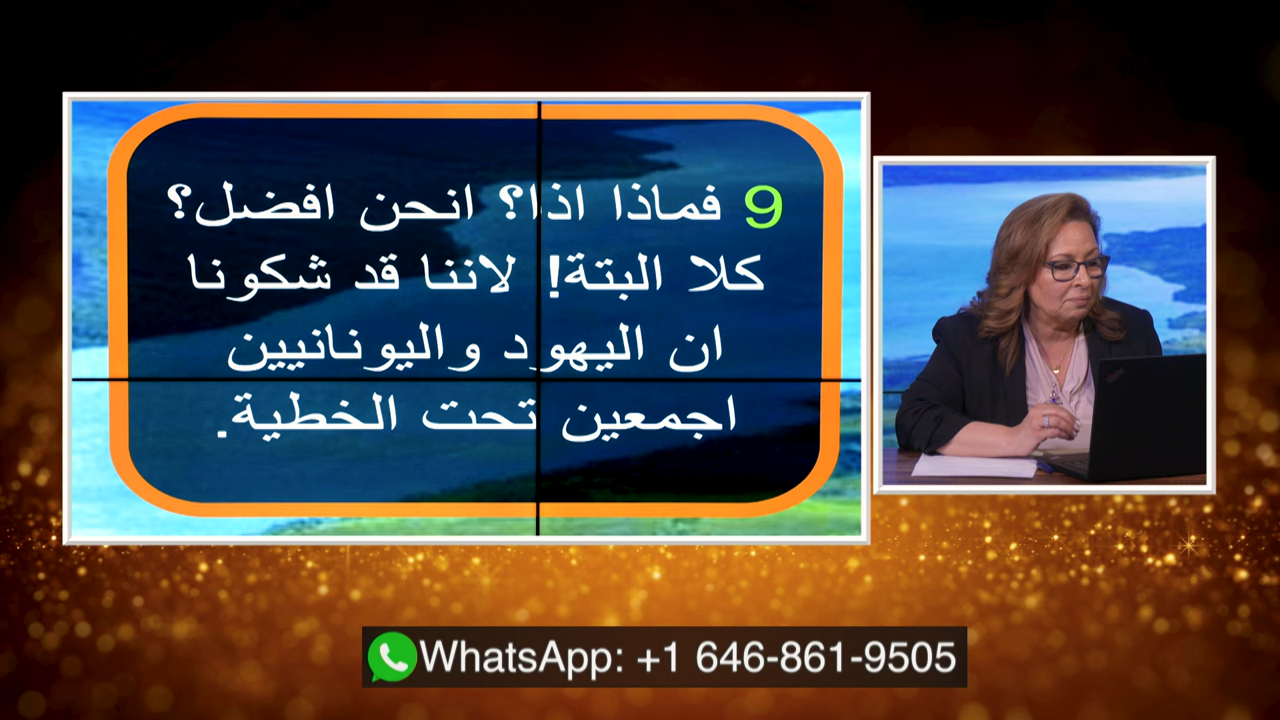 9 فماذا اذا؟ انحن افضل؟
كلا البتة! لاننا قد شكونا
ان اليهود واليونانيين
اجمعين تحت الخطية.
WhatsApp: +1 646-861-9505